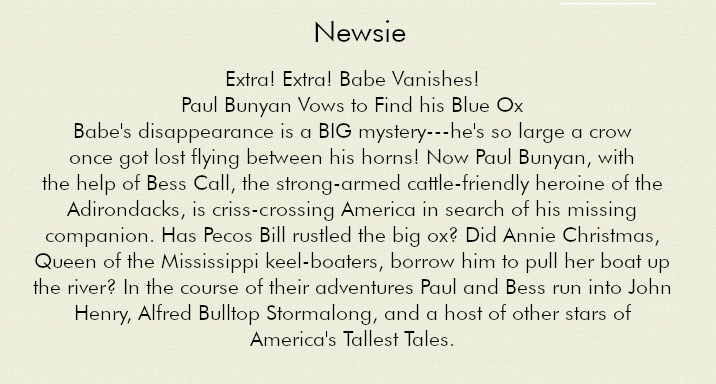 Newsie
Extra! Extra! Babe Vanishes!
Paul Bunyan Vows to Find his Blue Ox
Babe's disappearance is a BIG mystery---he's so large a crow
once got lost flying between his horns! Now Paul Bunyan, with
the help of Bess Call, the strong-armed cattle-friendly heroine of the
Adirondacks, is criss-crossing America in search of his missing
companion. Has Pecos Bill rustled the big ox? Did Annie Christmas,
Queen of the Mississippi keel-boaters, borrow him to pull her boat up
the river? In the course of their adventures Paul and Bess run into John
Henry, Alfred Bulltop Stormalong, and a host of other stars of
America's Tallest Tales.